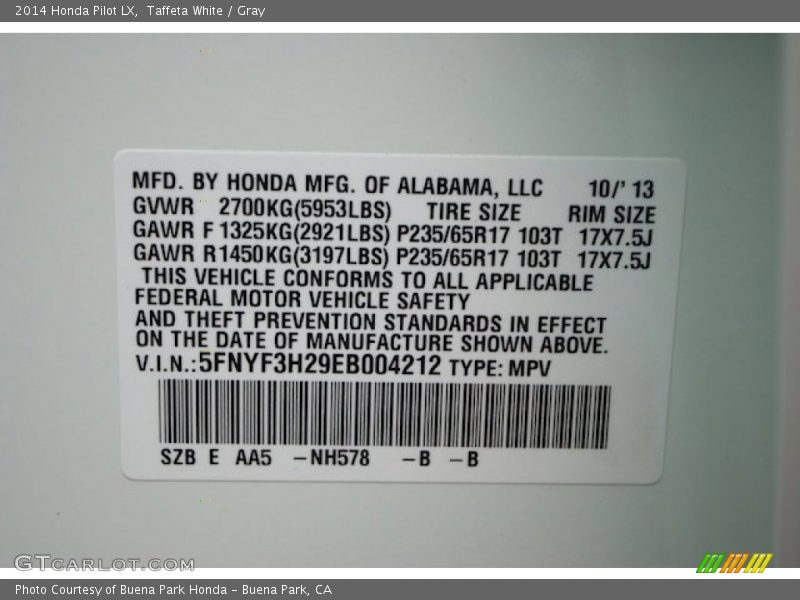 2014 Honda Pilot LX,  Taffeta White / Gray
MFD. BY HONDA MFG. OF ALABAMA, LLC 10/' 13
GVWR 2700KG(5953LBS) TIRE SIZE RIM SIZE
GAWR F 1325KG(2921LBS) P235/65R17 103T 17X7.5J
GAWR R1450KG(3197LBS) P235/65R17 103T 17X7.5J
THIS VEHICLE CONFORMS TO ALL APPLICABLE
FEDERAL MOTOR VEHICLE SAFETY
AND THEFT PREVENTION STANDARDS IN EFFECT
ON THE DATE OF MANUFACTURE SHOWN ABOVE.
V.I.N.:5FNYF3H29EB004212 TYPE: MPV
SZB E AA5 –NH578 –B –B
GTCARLOT.COM
Photo Courtesy of Buena Park Honda – Buena Park, CA